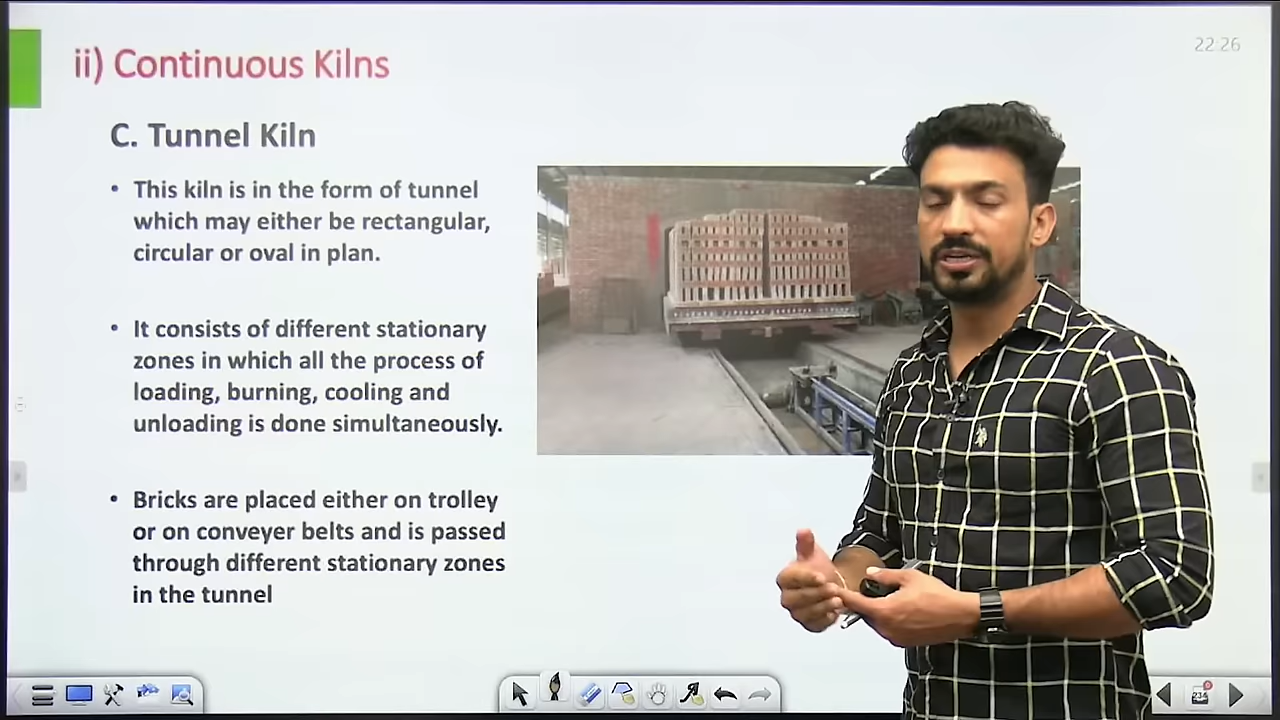 ii) Continuous Kilns
22:26
C. Tunnel Kiln
• This kiln is in the form of tunnel
which may either be rectangular,
circular or oval in plan.
• It consists of different stationary
zones in which all the process of
loading, burning, cooling and
unloading is done simultaneously.
• Bricks are placed either on trolley
or on conveyer belts and is passed
through different stationary zones
in the tunnel